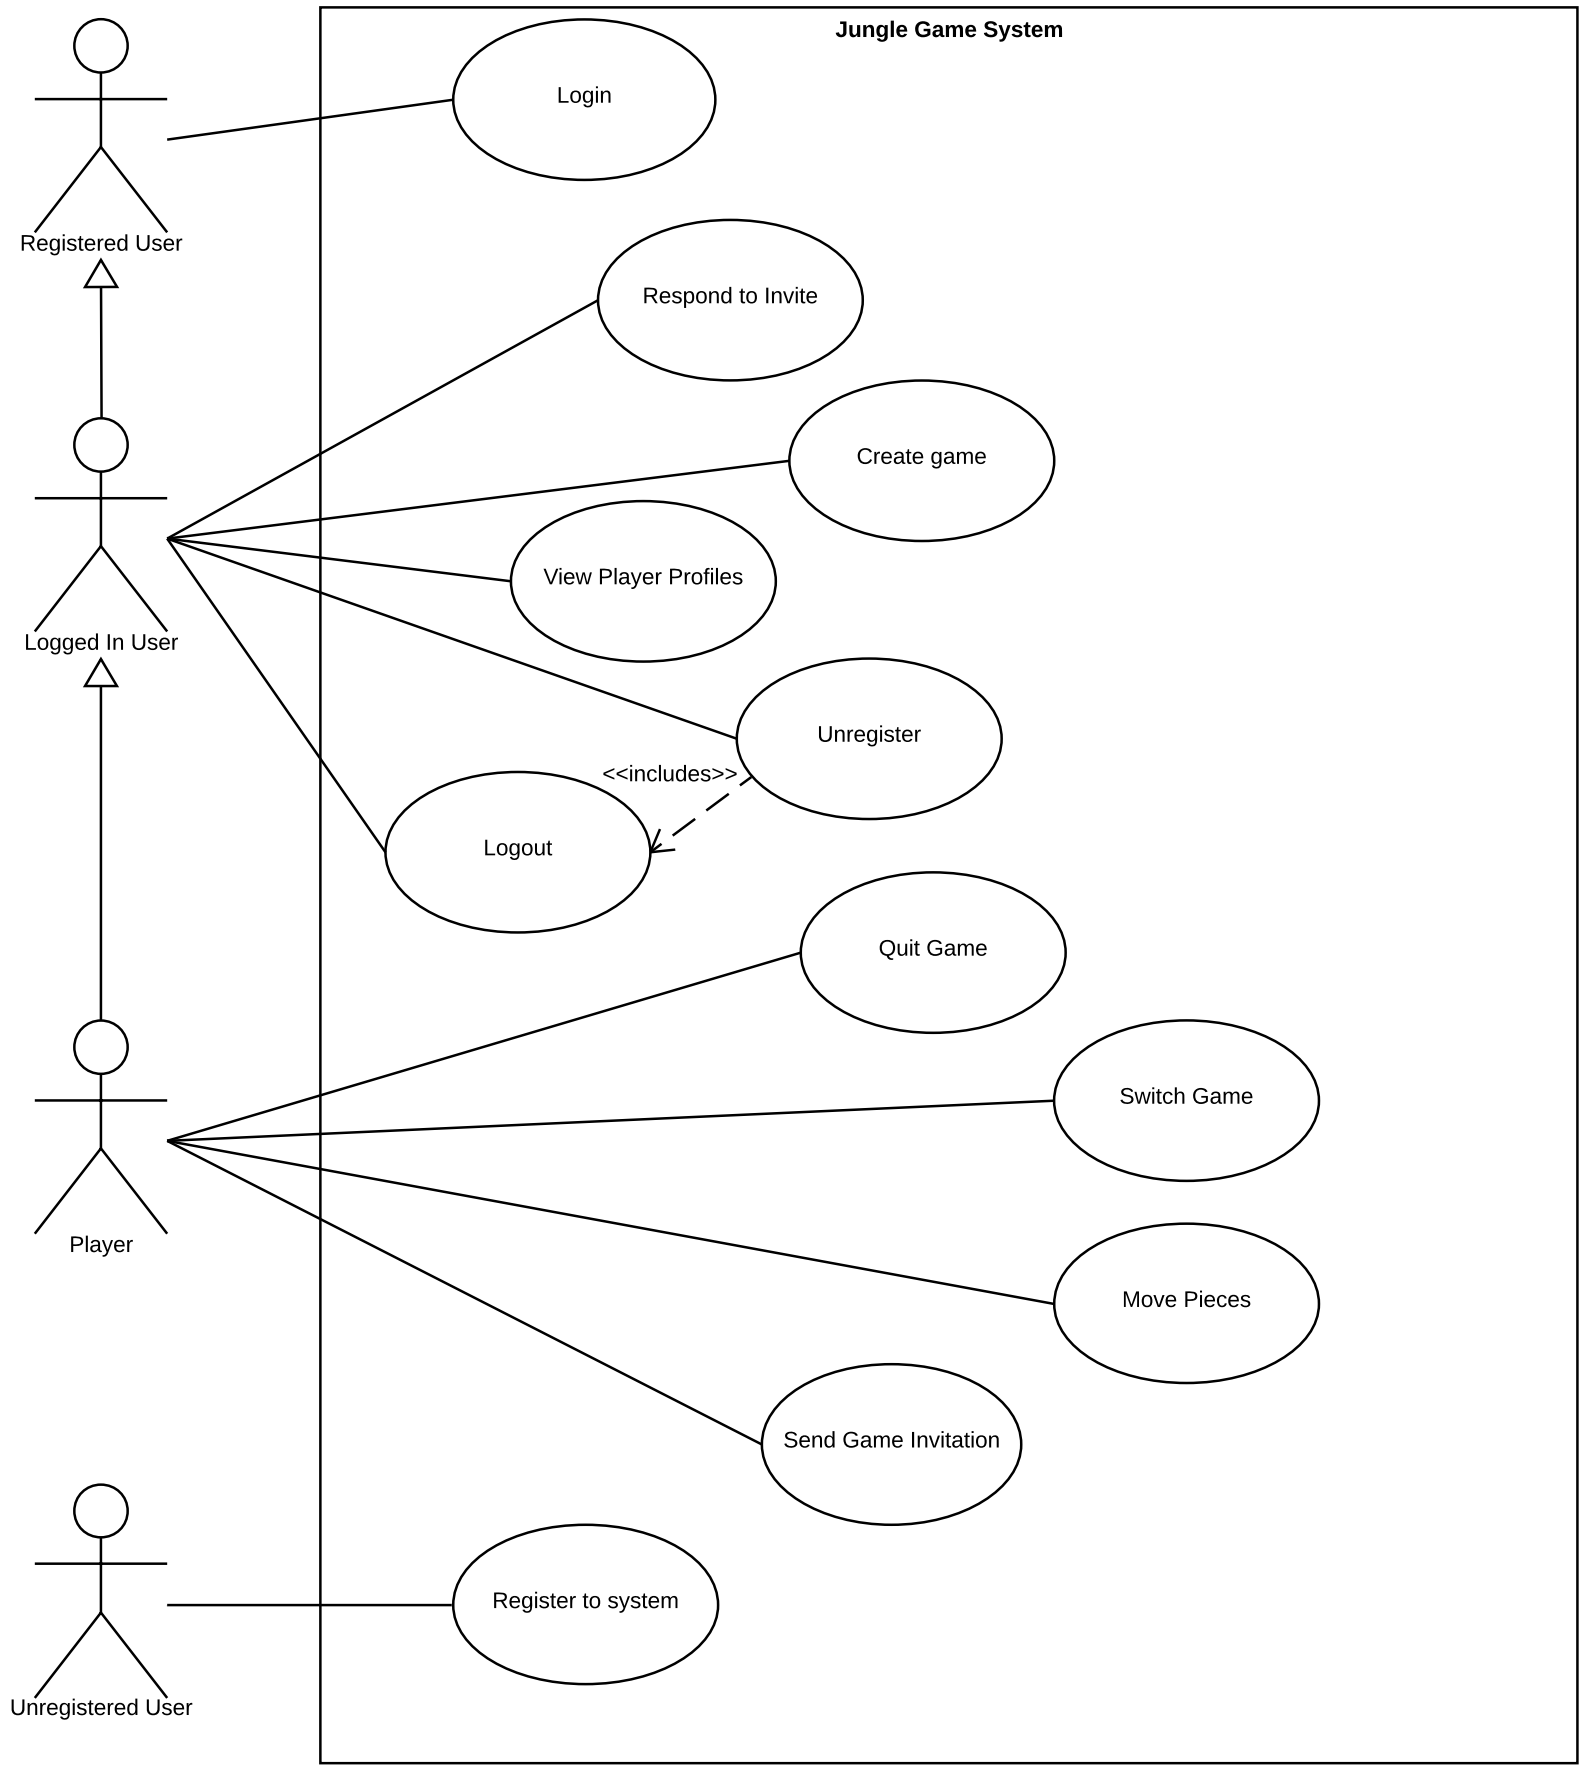 Jungle Game System
Login
Registered User
Respond to Invite
Create game
View Player Profiles
Logged In User
Unregister
<<includes>>
Logout
Quit Game
Switch Game
Player
Move Pieces
Send Game Invitation
Register to system
Unregistered User